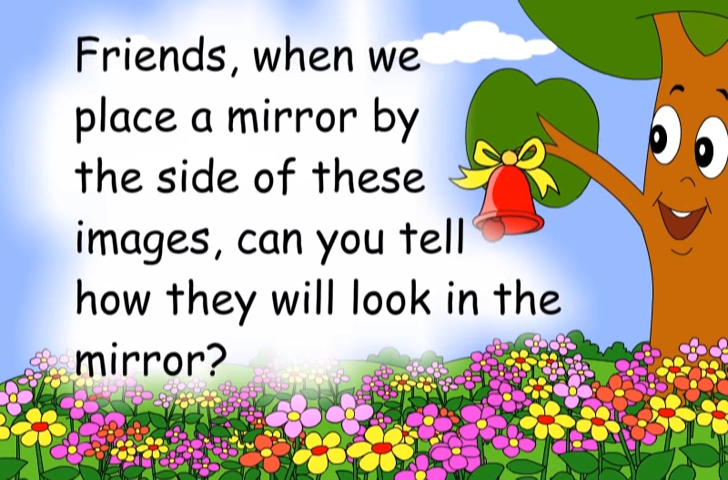 Friends, when we
place a mirror by
the side of these
images, can you tell
how they will look in the
mirror?